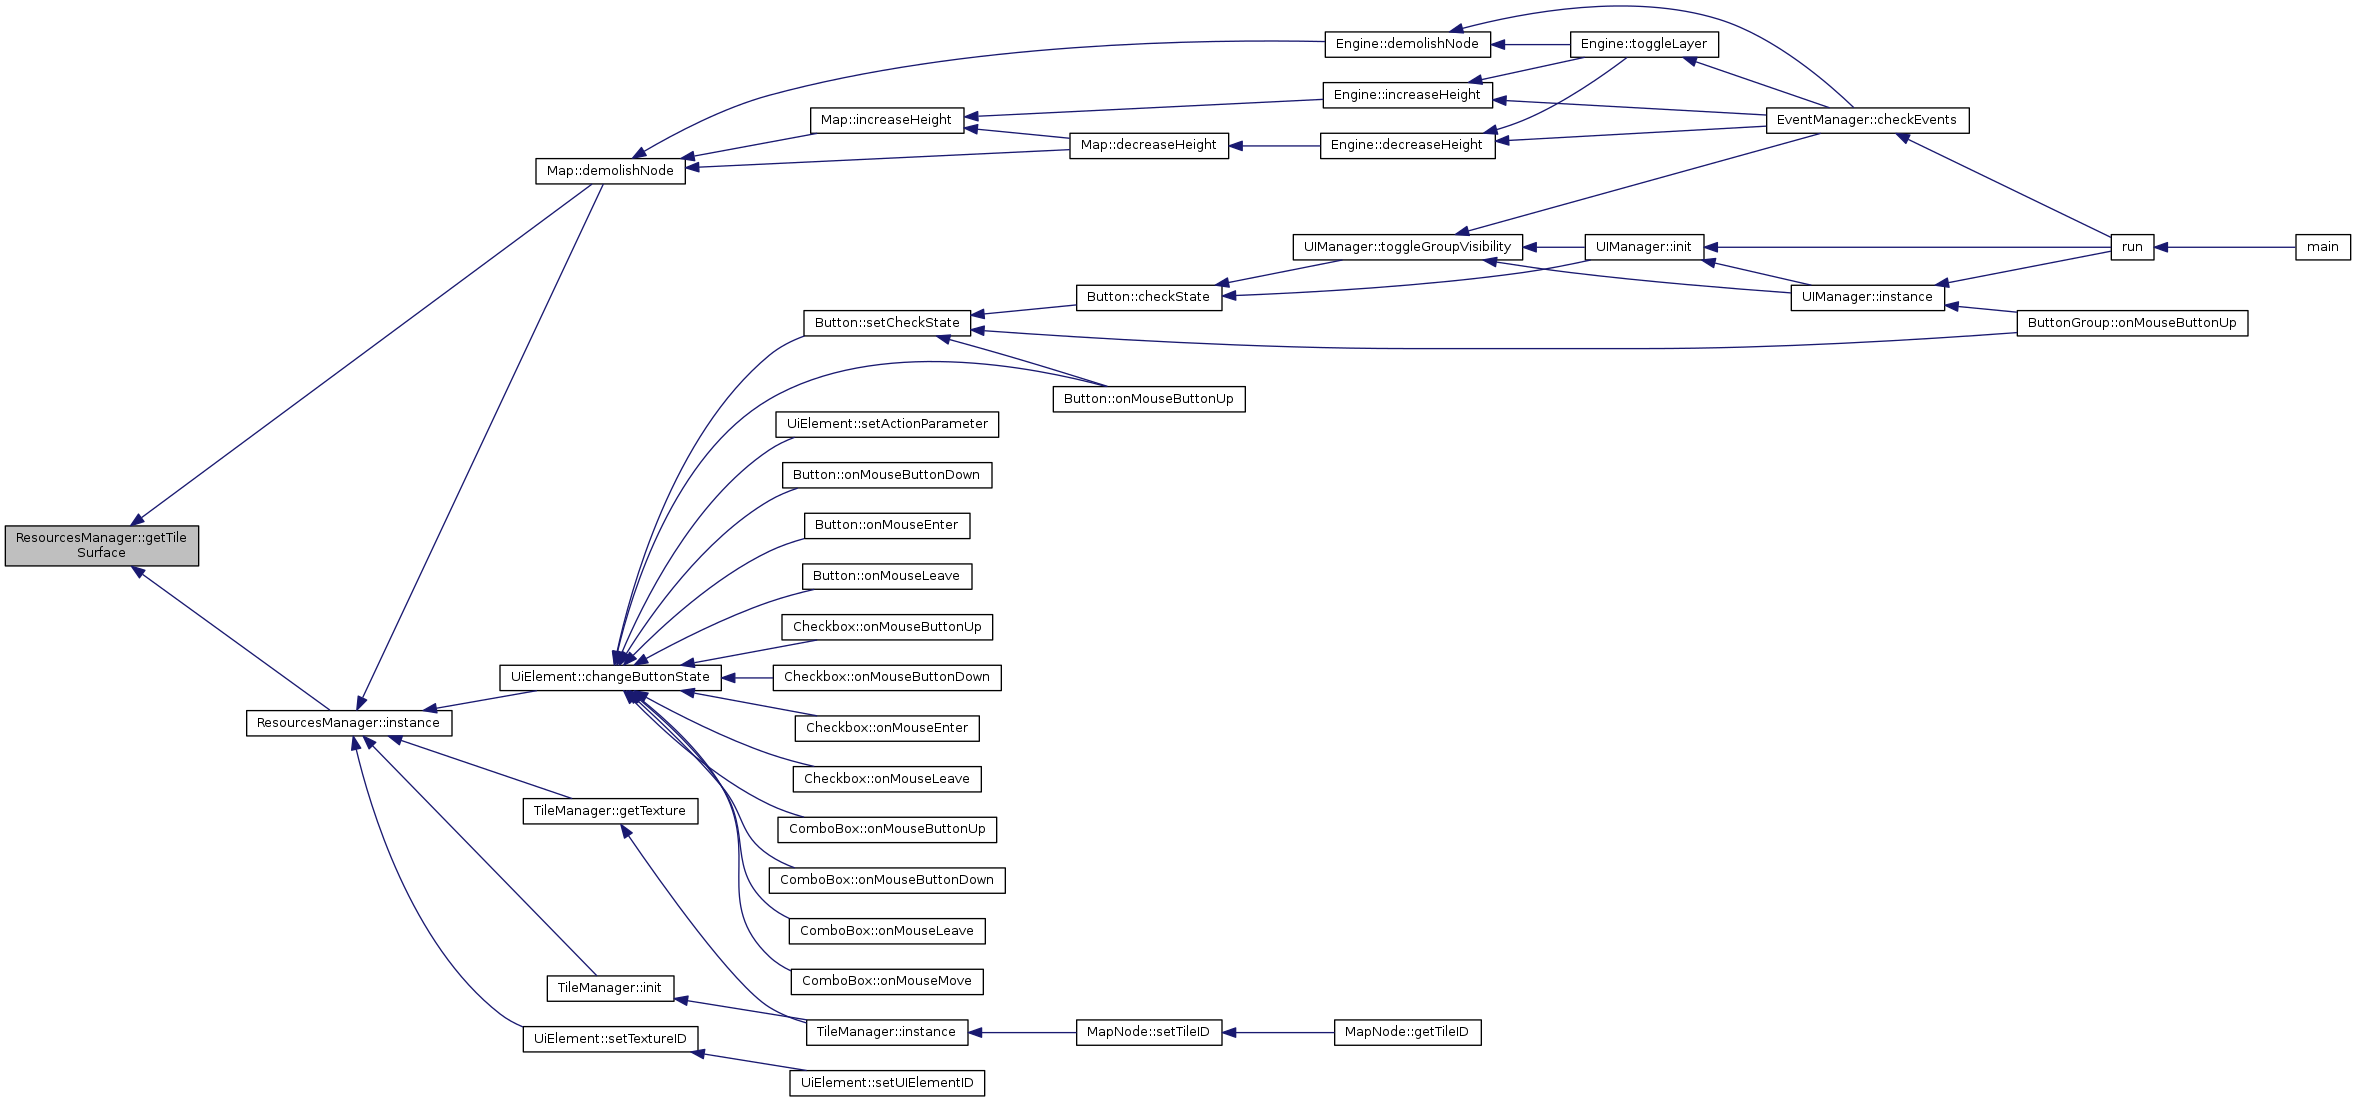 Engine::demolishNode
Engine::toggleLayer
Engine::increaseHeight
Map::increaseHeight
EventManager::checkEvents
Map::decreaseHeight
Engine::decreaseHeight
Map::demolishNode
UIManager::toggleGroupVisibility
UIManager::init
run
main
Button::checkState
UIManager::instance
Button::setCheckState
ButtonGroup::onMouseButtonUp
Button::onMouseButtonUp
UiElement::setActionParameter
Button::onMouseButtonDown
Button::onMouseEnter
ResourcesManager::getTile
Surface
Button::onMouseLeave
Checkbox::onMouseButtonUp
UiElement::changeButtonState
Checkbox::onMouseButtonDown
ResourcesManager::instance
Checkbox::onMouseEnter
Checkbox::onMouseLeave
TileManager::getTexture
ComboBox::onMouseButtonUp
ComboBox::onMouseButtonDown
ComboBox::onMouseLeave
ComboBox::onMouseMove
TileManager::init
TileManager::instance
MapNode::setTileID
MapNode::getTileID
UiElement::setTextureID
UiElement::setUIElementID